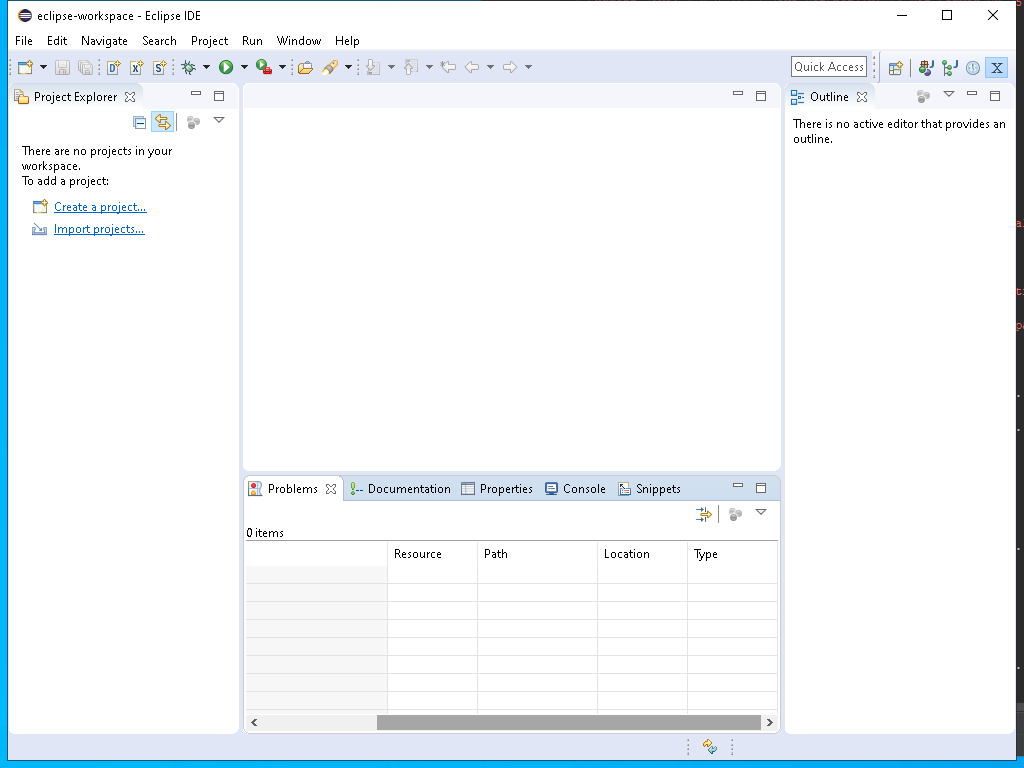 eclipse-workspace - Eclipse IDE
File Edit Navigate Search Project Run Window Help
Quick Access
Project Explorer
There are no projects in your
workspace.
To add a project:
Create a project...
Import projects...
Outline
There is no active editor that provides an
outline.
Problems Documentation Properties Console Snippets
0 items
Resource Path Location Type